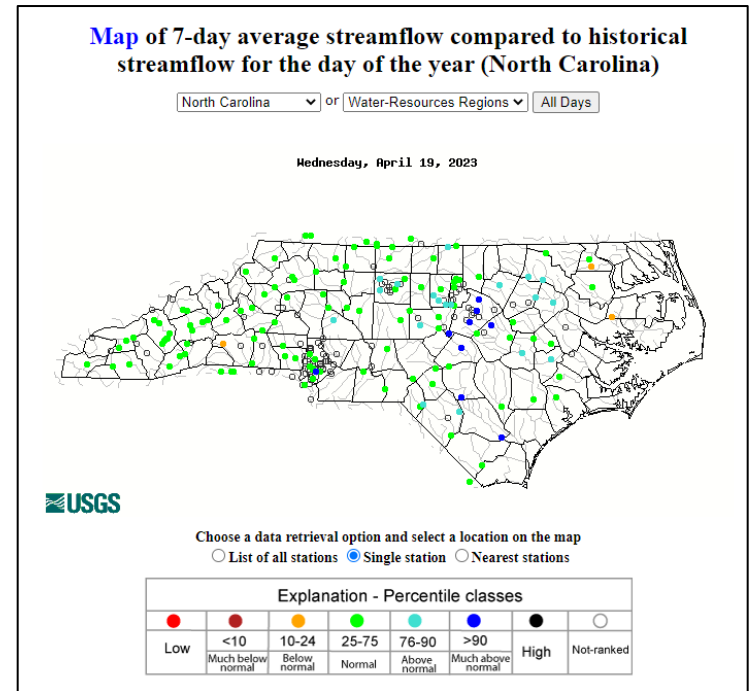 Map of 7-day average streamflow compared to historical
streamflow for the day of the year (North Carolina)
North Carolina or Water-Resources Regions All Days
Wednesday, April 19, 2023
USGS
Choose a data retrieval option and select a location on the map
List of all stations Single station Nearest stations
Explanation - Percentile classes
Low <10 10-24 25-75 76-90 >90 High Not-ranked
Much below normal Below normal Normal Above normal Much above normal